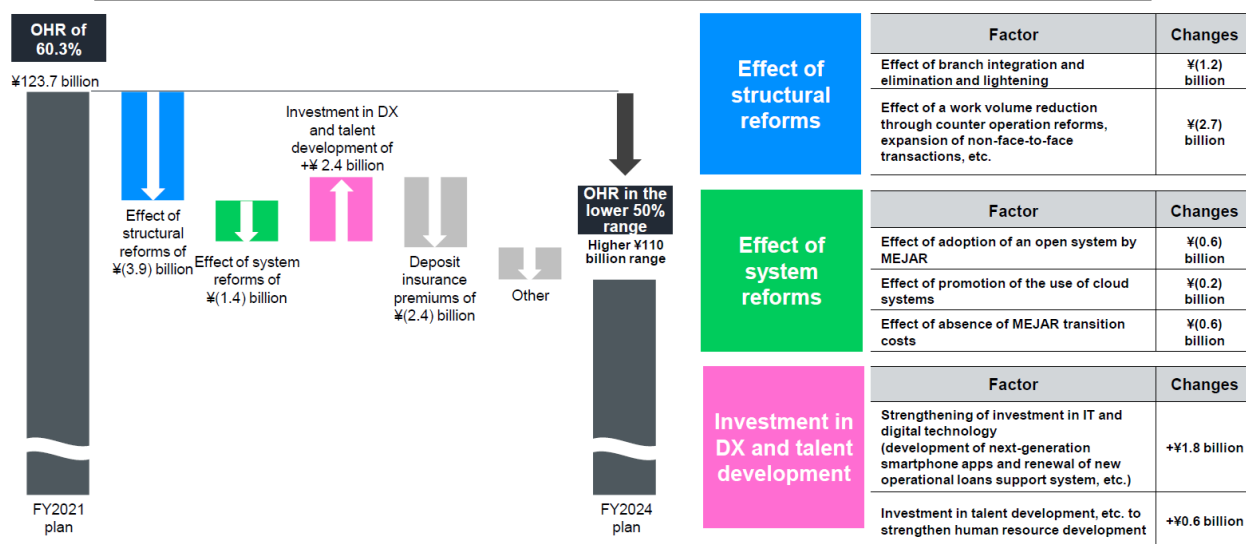 OHR of
60.3%
¥123.7 billion
Investment in DX
and talent
development of
+¥ 2.4 billion
Effect of
structural
reforms of
¥(3.9) billion
Effect of system
reforms of
¥(1.4) billion
Deposit
insurance
premiums of
¥(2.4) billion
Other
OHR in the
lower 50%
range
Higher ¥110
billion range
FY2021
plan
FY2024
plan
Effect of
structural
reforms
Factor Changes
Effect of branch integration and
elimination and lightening
¥(1.2)
billion
Effect of a work volume reduction
through counter operation reforms,
expansion of non-face-to-face
transactions, etc.
¥(2.7)
billion
Effect of
system
reforms
Factor Changes
Effect of adoption of an open system by
MEJAR
¥(0.6)
billion
Effect of promotion of the use of cloud
systems
¥(0.2)
billion
Effect of absence of MEJAR transition
costs
¥(0.6)
billion
Investment in
DX and talent
development
Factor Changes
Strengthening of investment in IT and
digital technology
(development of next-generation
smartphone apps and renewal of new
operational loans support system, etc.)
+¥1.8 billion
Investment in talent development, etc. to
strengthen human resource development
+¥0.6 billion